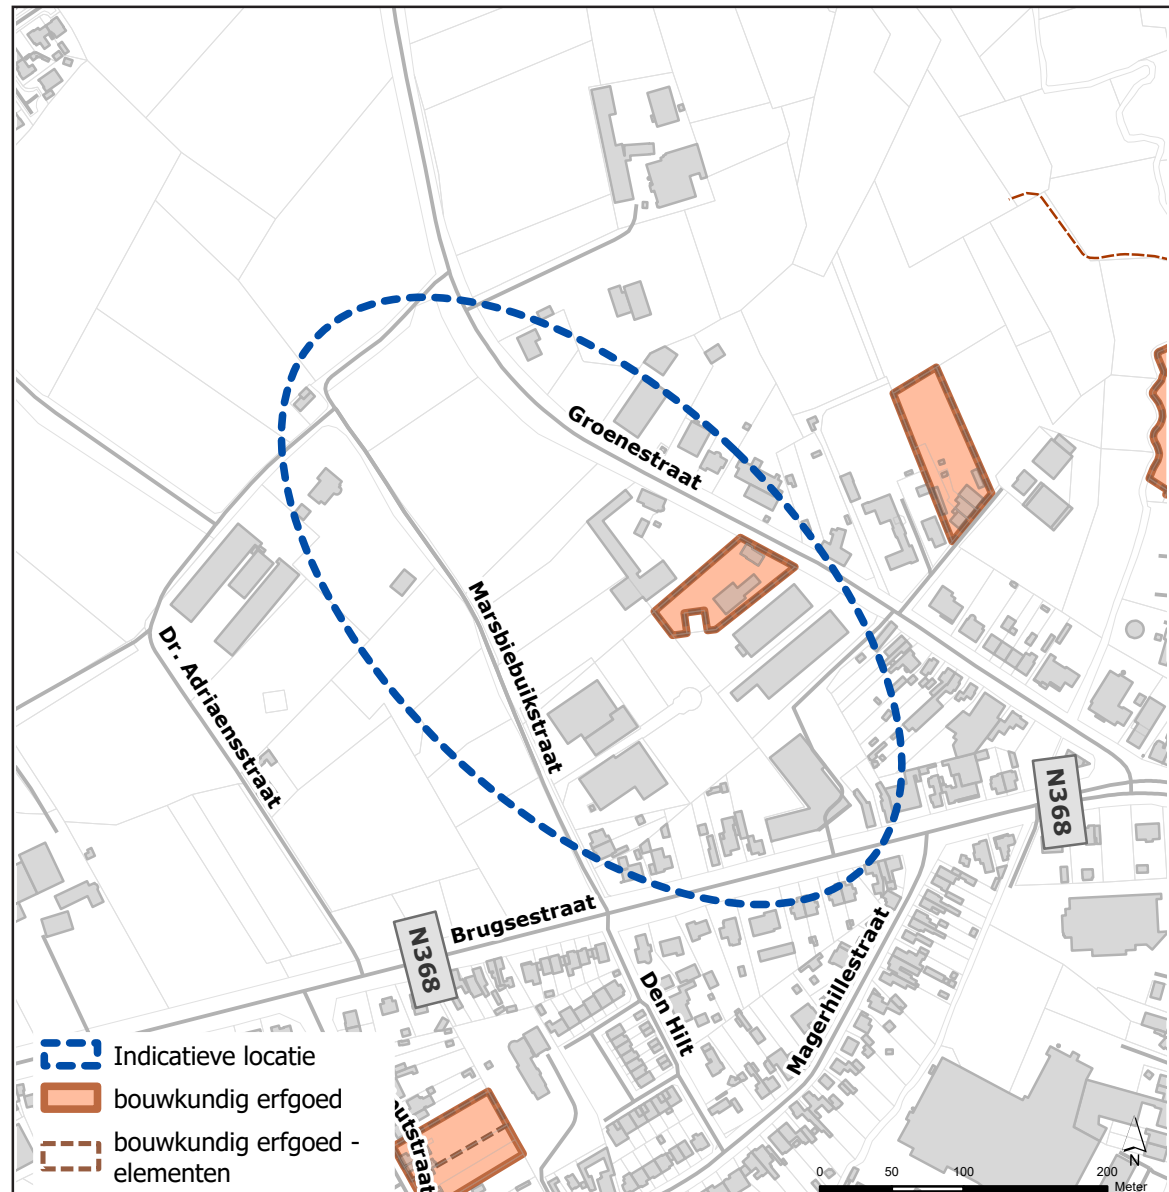 Groenestraat
Marsbiebuikstraat
Dr. Adriaensstraat
N368
Brugsestraat
N368
Den Hilt
Magerhillestraat
Indicatieve locatie
bouwkundig erfgoed
bouwkundig erfgoed -
elementen
utstraat
N
0 50 100 200
Meter